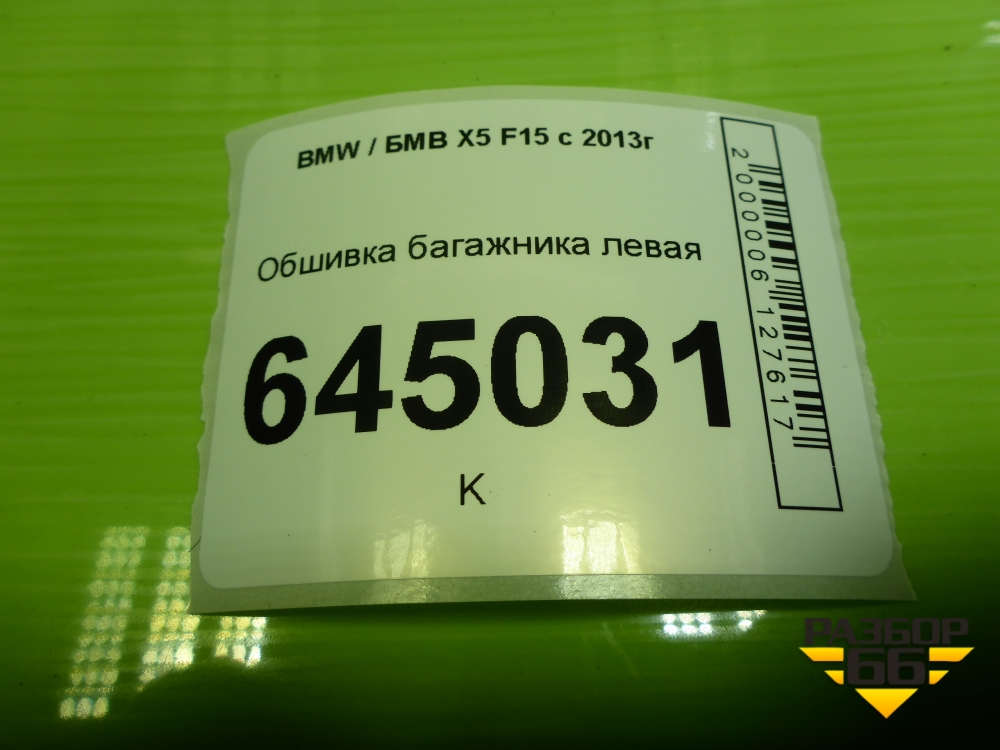 BMW / БМВ X5 F15 с 2013г
Обшивка багажника левая
645031
К
2000006127617
РАЗБОР
66